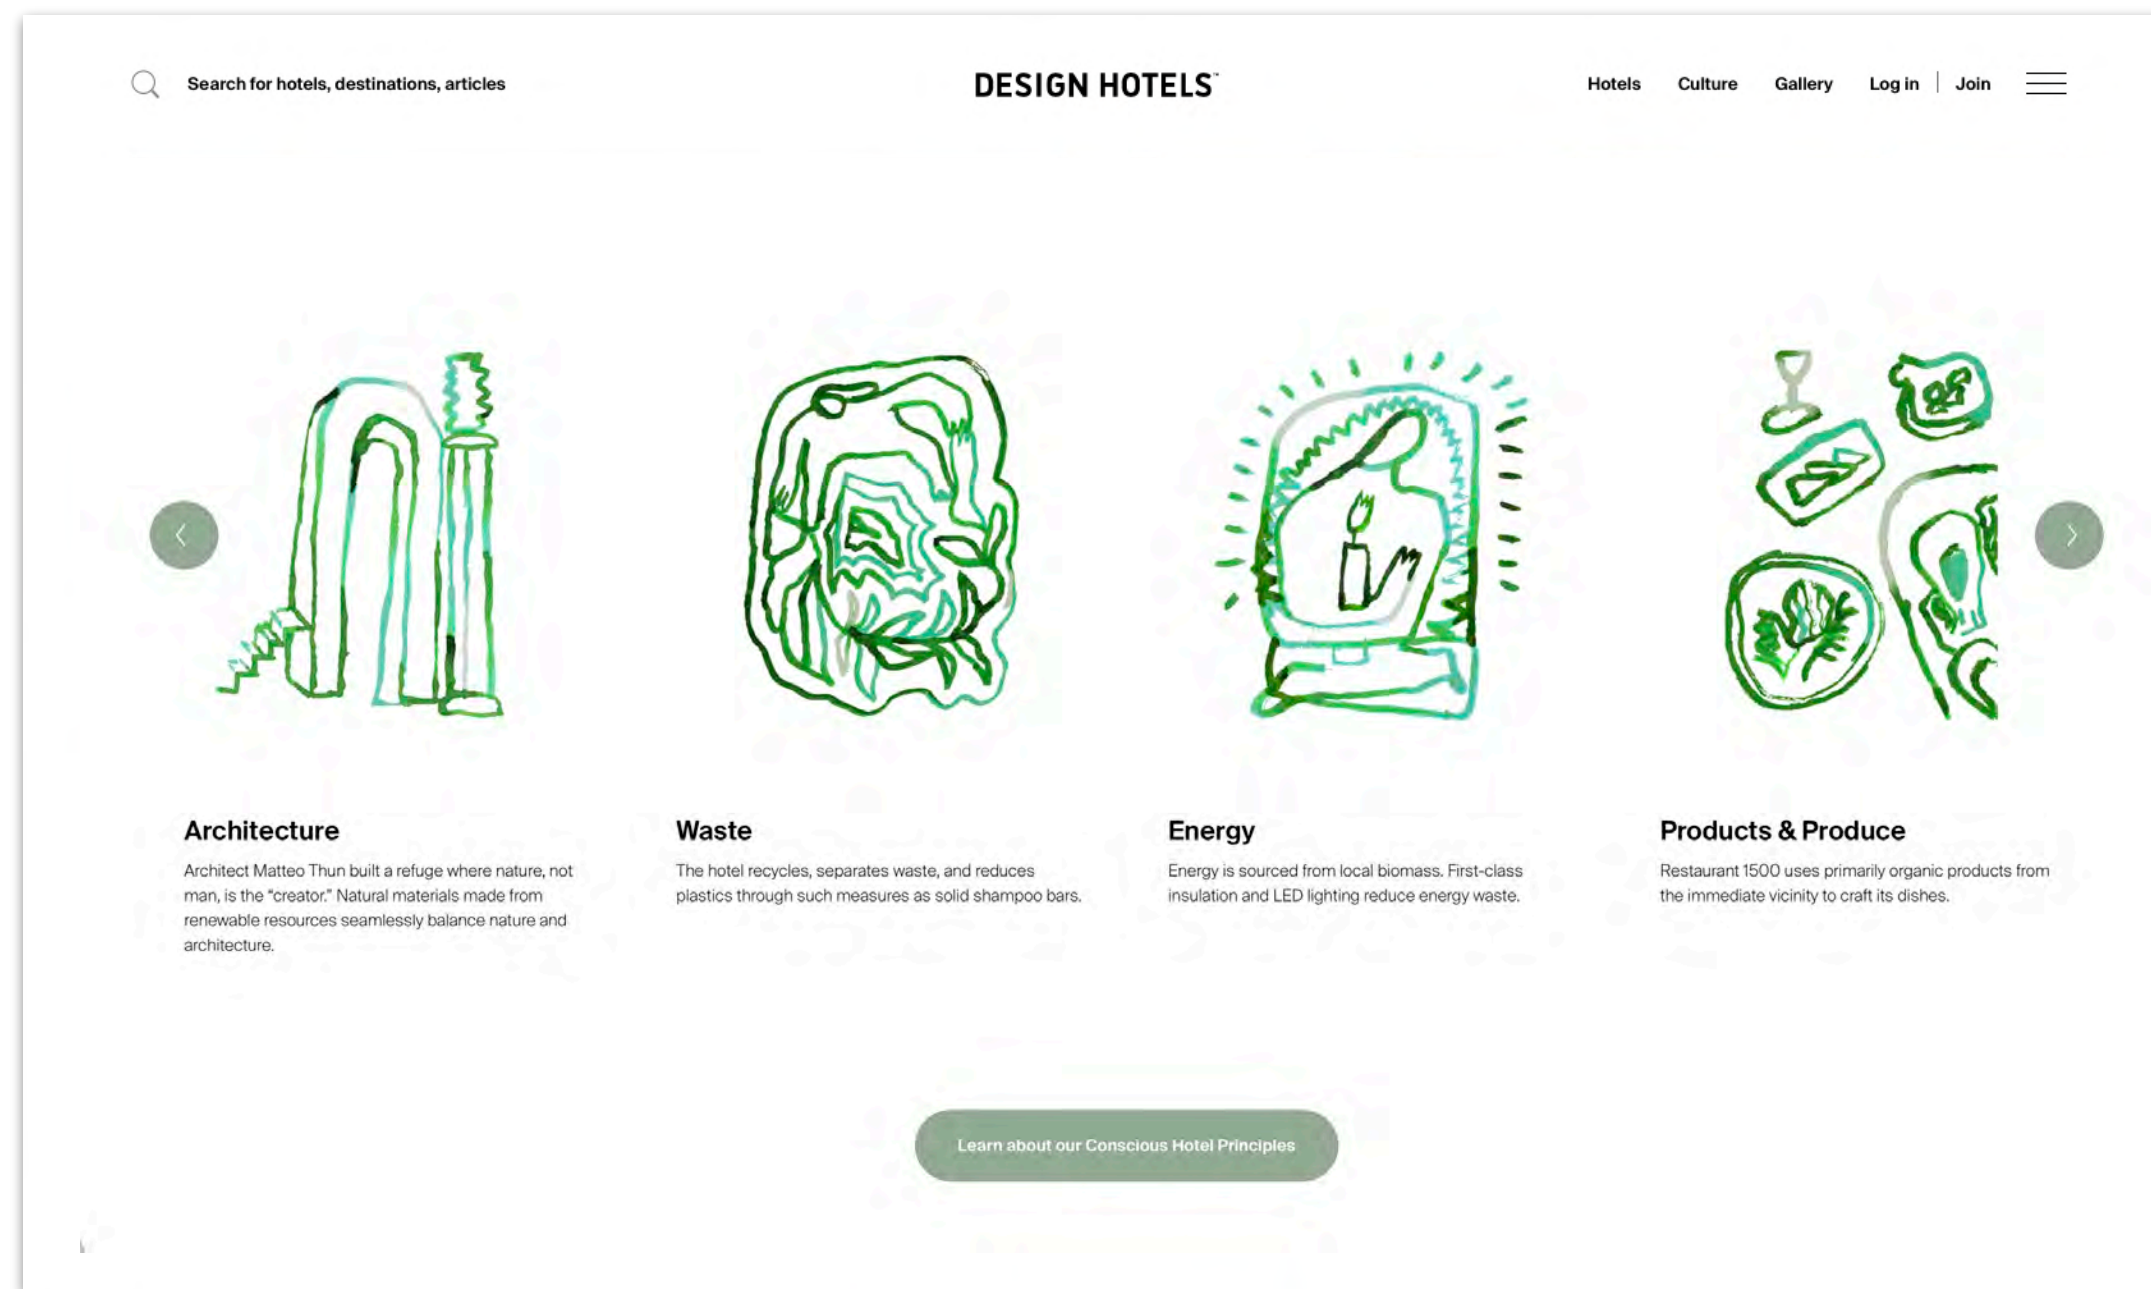 Search for hotels, destinations, articles
DESIGN HOTELS™
Hotels
Culture
Gallery
Log in | Join
Architecture
Architect Matteo Thun built a refuge where nature, not
man, is the “creator.” Natural materials made from
renewable resources seamlessly balance nature and
architecture.
Waste
The hotel recycles, separates waste, and reduces
plastics through such measures as solid shampoo bars.
Energy
Energy is sourced from local biomass. First-class
insulation and LED lighting reduce energy waste.
Products & Produce
Restaurant 1500 uses primarily organic products from
the immediate vicinity to craft its dishes.
Learn about our Conscious Hotel Principles